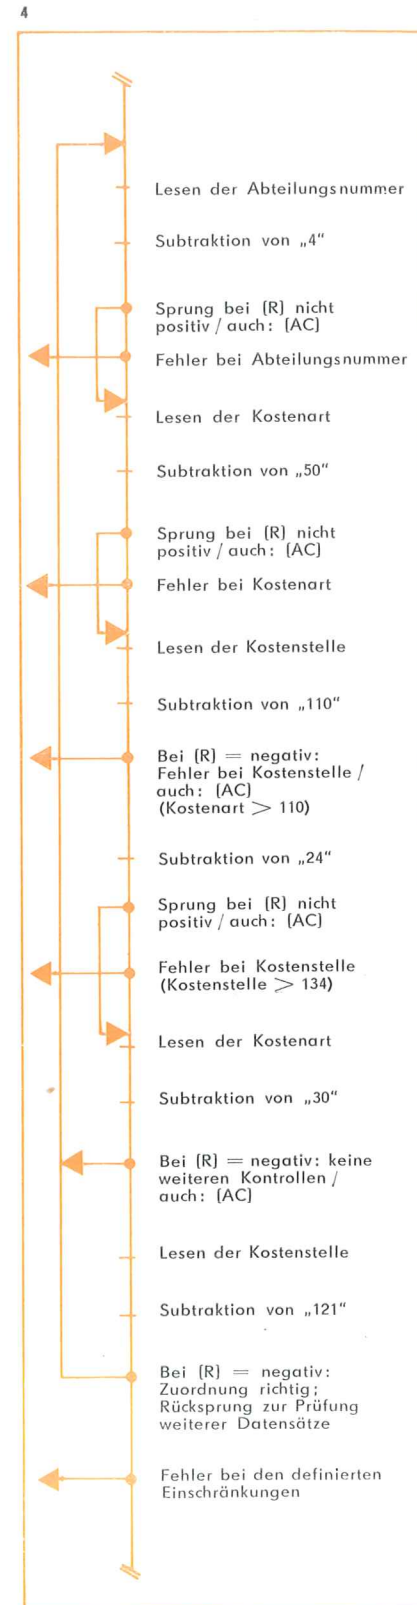 4
Lesen der Abteilungsnummer
Subtraktion von „4“
Sprung bei (R) nicht
positiv / auch: (AC)
Fehler bei Abteilungsnummer
Lesen der Kostenart
Subtraktion von „50“
Sprung bei (R) nicht
positiv / auch: (AC)
Fehler bei Kostenart
Lesen der Kostenstelle
Subtraktion von „110“
Bei (R) = negativ:
Fehler bei Kostenstelle /
auch: (AC)
(Kostenart > 110)
Subtraktion von „24“
Sprung bei (R) nicht
positiv / auch: (AC)
Fehler bei Kostenstelle
(Kostenstelle > 134)
Lesen der Kostenart
Subtraktion von „30“
Bei (R) = negativ: keine
weiteren Kontrollen /
auch: (AC)
Lesen der Kostenstelle
Subtraktion von „121“
Bei (R) = negativ:
Zuordnung richtig;
Rücksprung zur Prüfung
weiterer Datensätze
Fehler bei den definierten
Einschränkungen